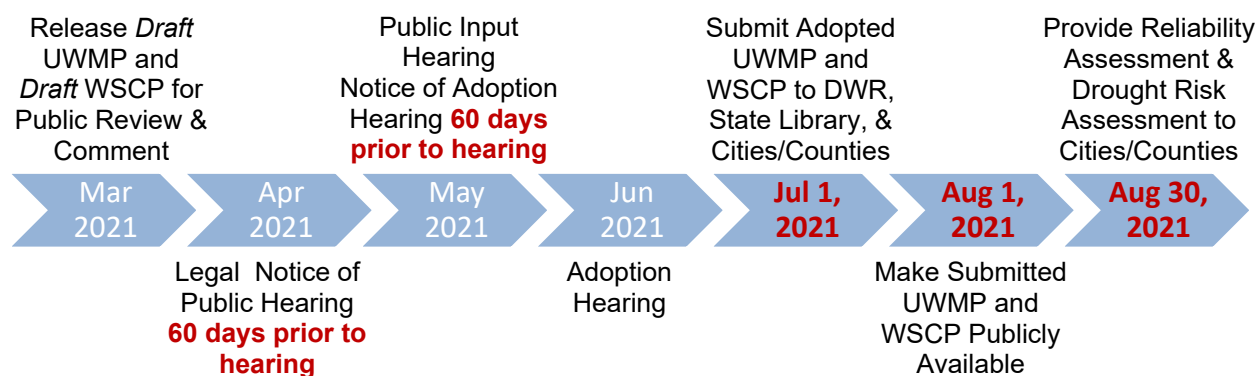 Release Draft
UWMP and
Draft WSCP for
Public Review &
Comment
Public Input
Hearing
Notice of Adoption
Hearing 60 days
prior to hearing
Submit Adopted
UWMP and
WSCP to DWR,
State Library, &
Cities/Counties
Provide Reliability
Assessment &
Drought Risk
Assessment to
Cities/Counties
Mar
2021
Apr
2021
May
2021
Jun
2021
Jul 1,
2021
Aug 1,
2021
Aug 30,
2021
Legal Notice of
Public Hearing
60 days prior to
hearing
Adoption
Hearing
Make Submitted
UWMP and
WSCP Publicly
Available